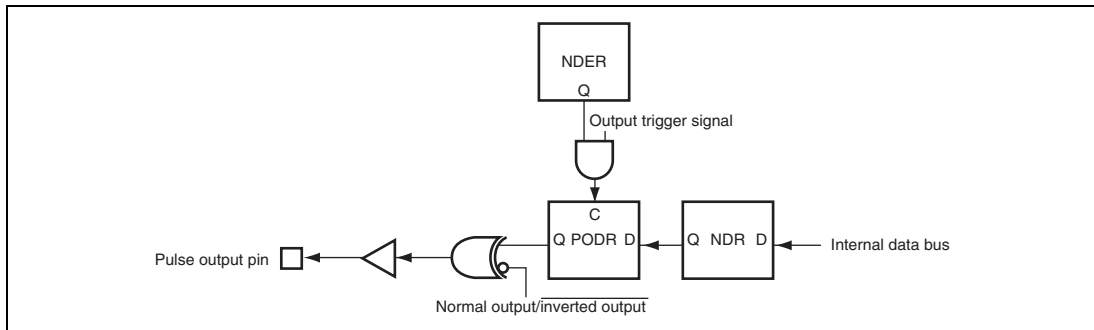 NDER
Q
Output trigger signal
C
Q PODR D
Q NDR D
Internal data bus
Pulse output pin
Normal output/inverted output